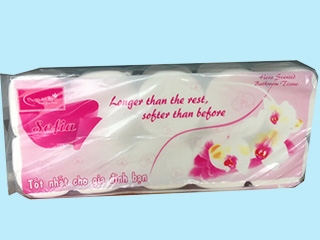 Sofia
Longer than the rest,
softer than before
Tốt nhất cho gia đình bạn